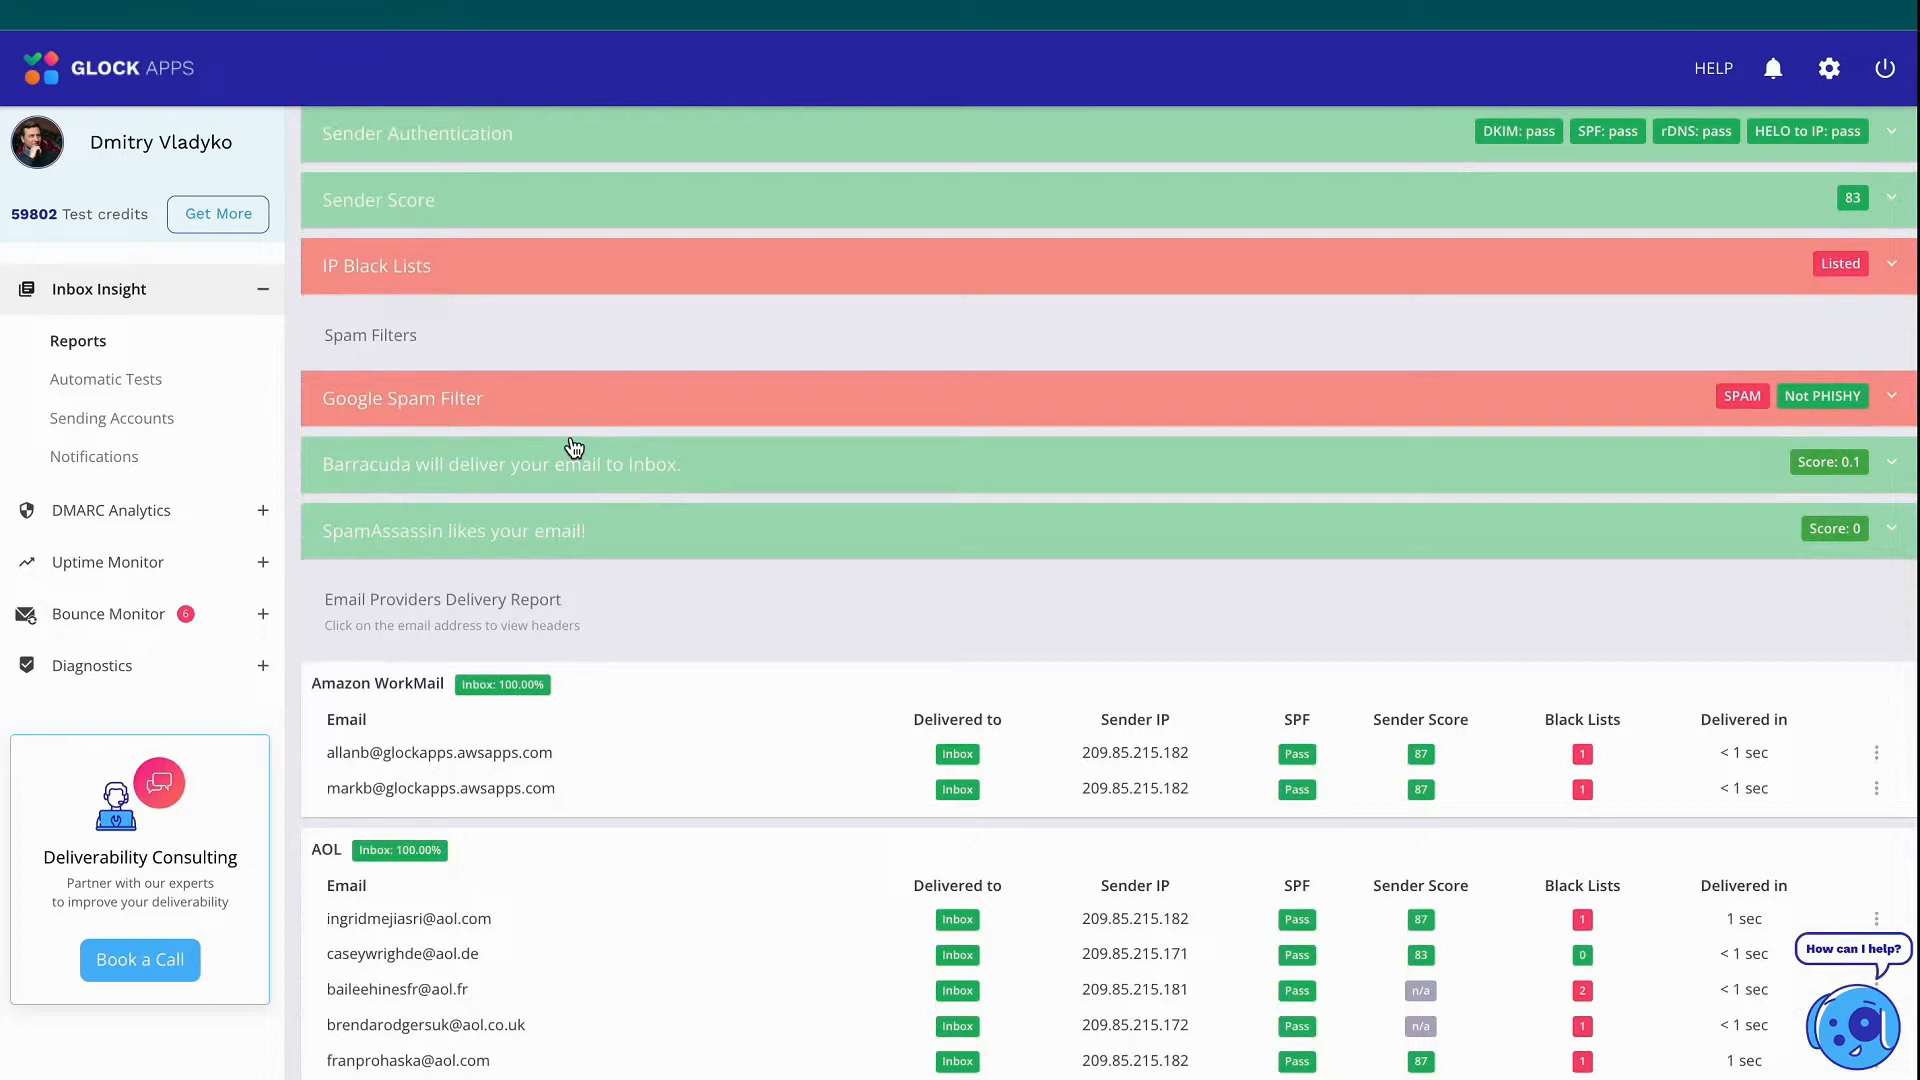 GLOCK APPS
HELP
Dmitry Vladyko
59802 Test credits
Get More
Inbox Insight
Reports
Automatic Tests
Sending Accounts
Notifications
DMARC Analytics
Uptime Monitor
Bounce Monitor 6
Diagnostics
Deliverability Consulting
Partner with our experts
to improve your deliverability
Book a Call
Sender Authentication DKIM: pass SPF: pass rDNS: pass HELO to IP: pass
Sender Score 83
IP Black Lists Listed
Spam Filters
Google Spam Filter SPAM Not PHISHY
Barracuda will deliver your email to Inbox. Score: 0.1
SpamAssassin likes your email! Score: 0
Email Providers Delivery Report
Click on the email address to view headers
Amazon WorkMail Inbox: 100.00%
Email Delivered to Sender IP SPF Sender Score Black Lists Delivered in
allanb@glockapps.awsapps.com Inbox 209.85.215.182 Pass 87 1 < 1 sec
markb@glockapps.awsapps.com Inbox 209.85.215.182 Pass 87 1 < 1 sec
AOL Inbox: 100.00%
Email Delivered to Sender IP SPF Sender Score Black Lists Delivered in
ingridmejiasri@aol.com Inbox 209.85.215.182 Pass 87 1 1 sec
caseywrighde@aol.de Inbox 209.85.215.171 Pass 83 0 < 1 sec
baileehinesfr@aol.fr Inbox 209.85.215.181 Pass n/a 2 < 1 sec
brendarodgersuk@aol.co.uk Inbox 209.85.215.172 Pass n/a 1 < 1 sec
franprohaska@aol.com Inbox 209.85.215.182 Pass 87 1 1 sec
How can I help?